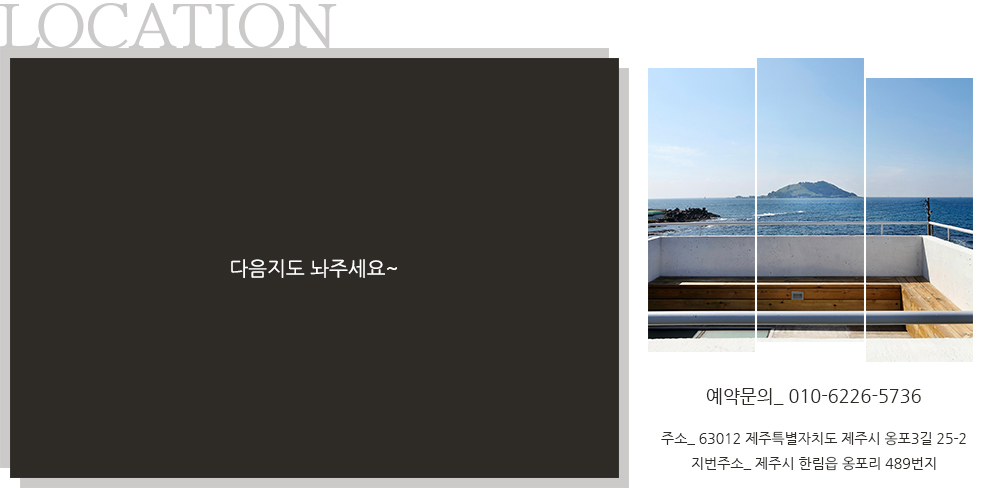 LOCATION
다음지도 놔주세요~
예약문의_ 010-6226-5736
주소_ 63012 제주특별자치도 제주시 옹포3길 25-2
지번주소_ 제주시 한림읍 옹포리 489번지